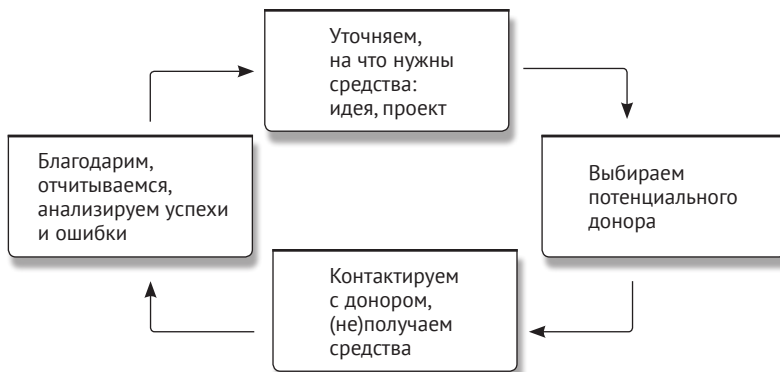 Уточняем,
на что нужны
средства:
идея, проект
Выбираем
потенциального
донора
Контактируем
с донором,
(не)получаем
средства
Благодарим,
отчитываемся,
анализируем успехи
и ошибки